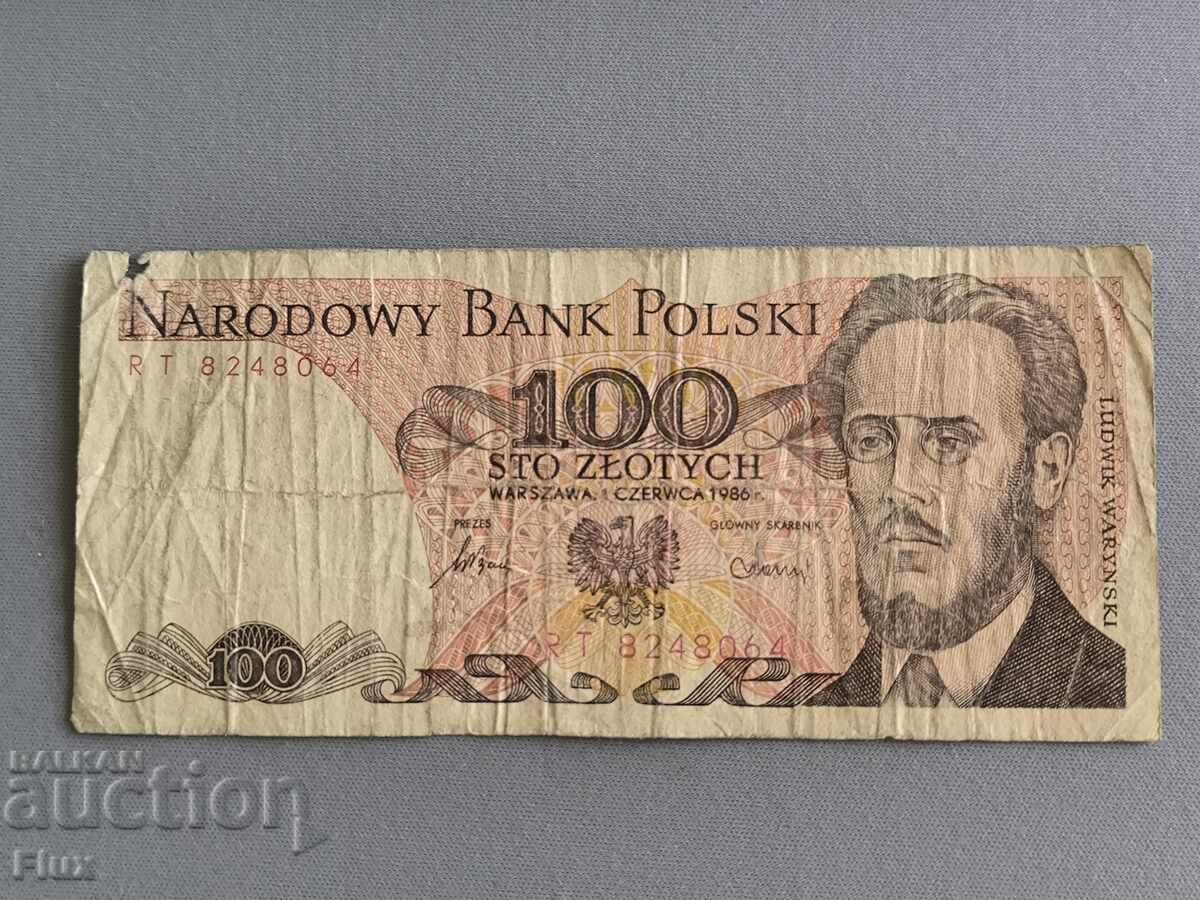 NARODOWY BANK POLSKI
RT 8248064
100
STO ZŁOTYCH
WARSZAWA, 1 CZERWCA 1986 r.
PREZES
GŁÓWNY SKARBNIK
RT 8248064
100
LUDWIK WARYŃSKI
BALKAN
auction
Flux